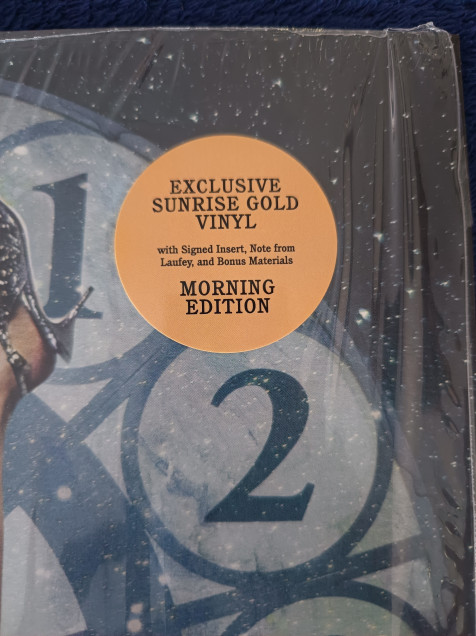 EXCLUSIVE
SUNRISE GOLD
VINYL
with Signed Insert, Note from
Laufey, and Bonus Materials
MORNING
EDITION
1
2